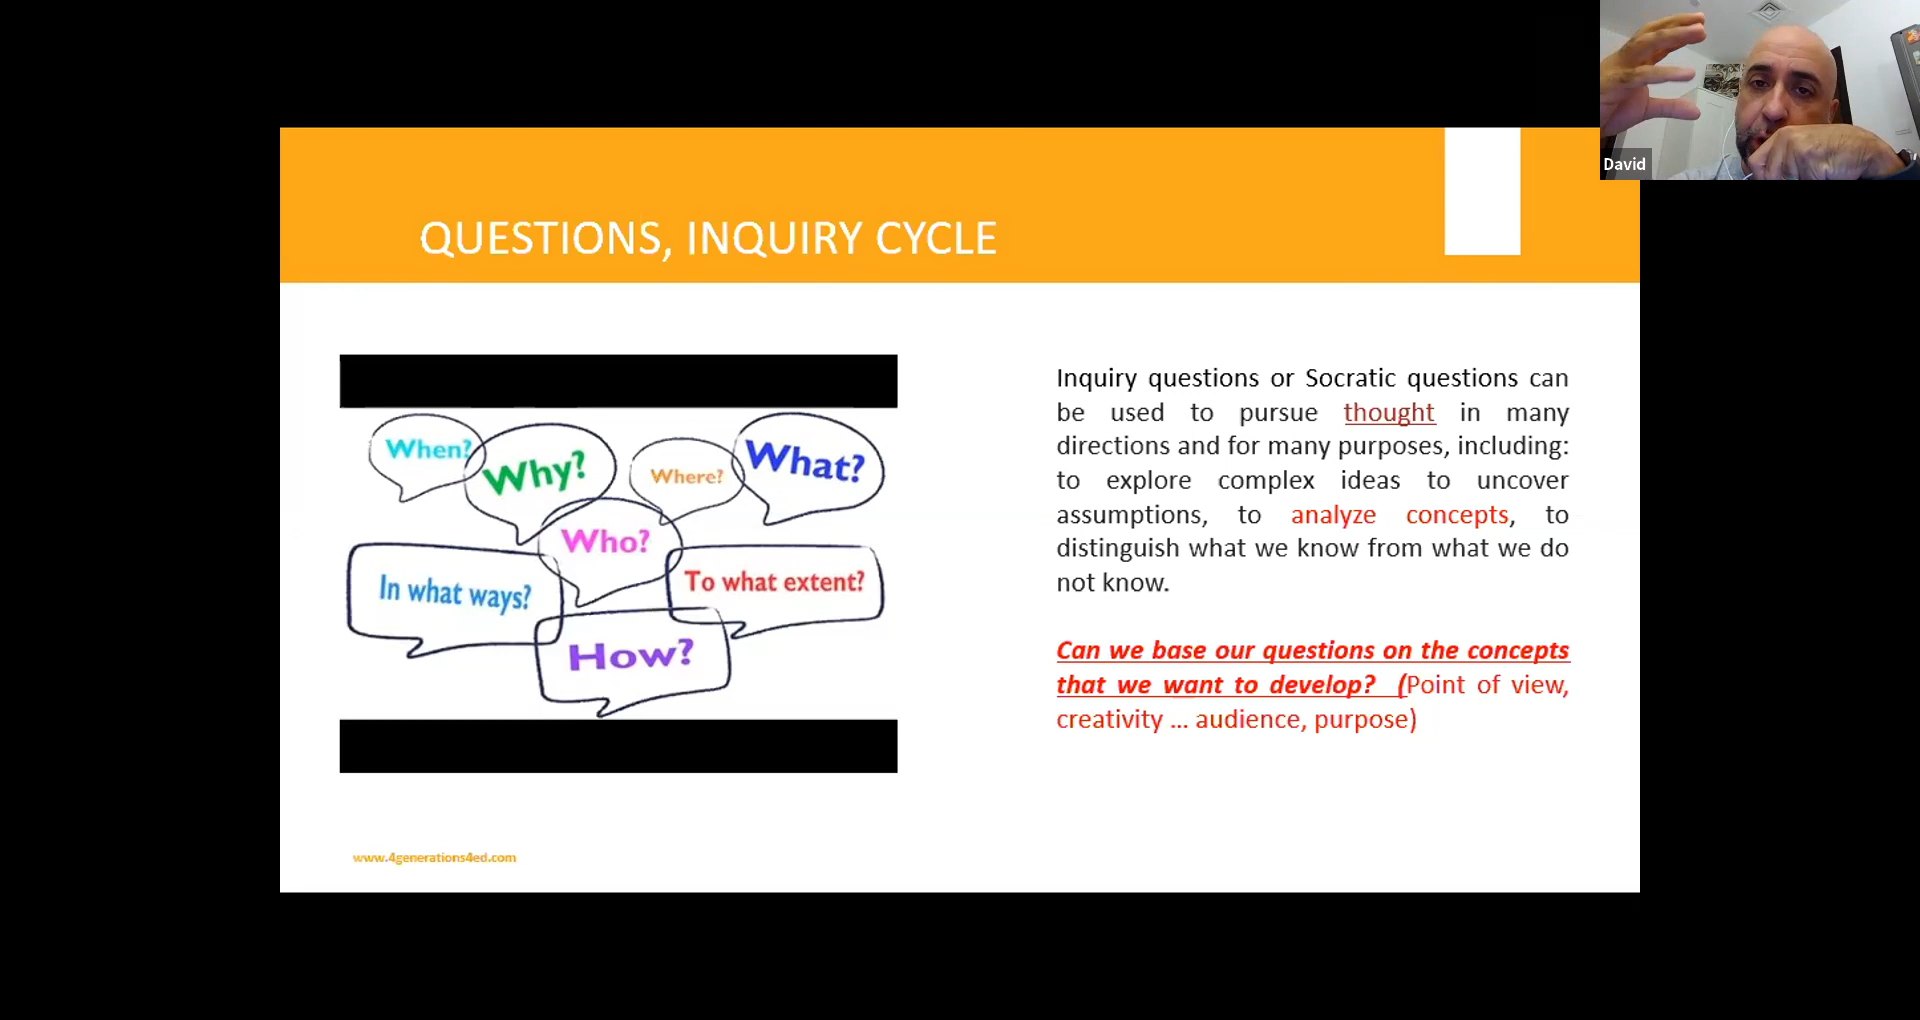 David
QUESTIONS, INQUIRY CYCLE
When?
Why?
Where?
What?
Who?
In what ways?
To what extent?
How?
Inquiry questions or Socratic questions can
be used to pursue thought in many
directions and for many purposes, including:
to explore complex ideas to uncover
assumptions, to analyze concepts, to
distinguish what we know from what we do
not know.
Can we base our questions on the concepts
that we want to develop? (Point of view,
creativity ... audience, purpose)
www.4generations4ed.com